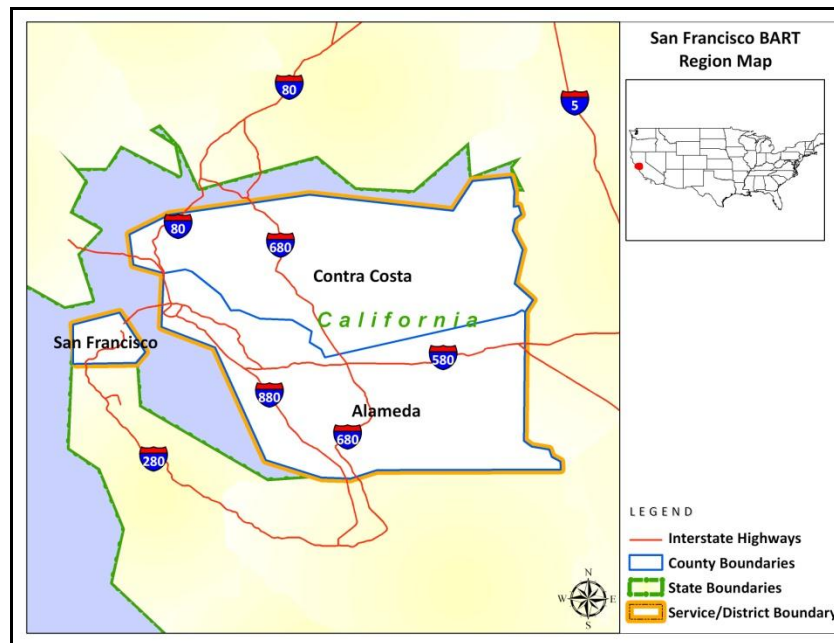 San Francisco BART
Region Map
80
5
80
680
Contra Costa
California
San Francisco
580
880
Alameda
680
280
LEGEND
Interstate Highways
County Boundaries
State Boundaries
Service/District Boundary
N
W
E
S